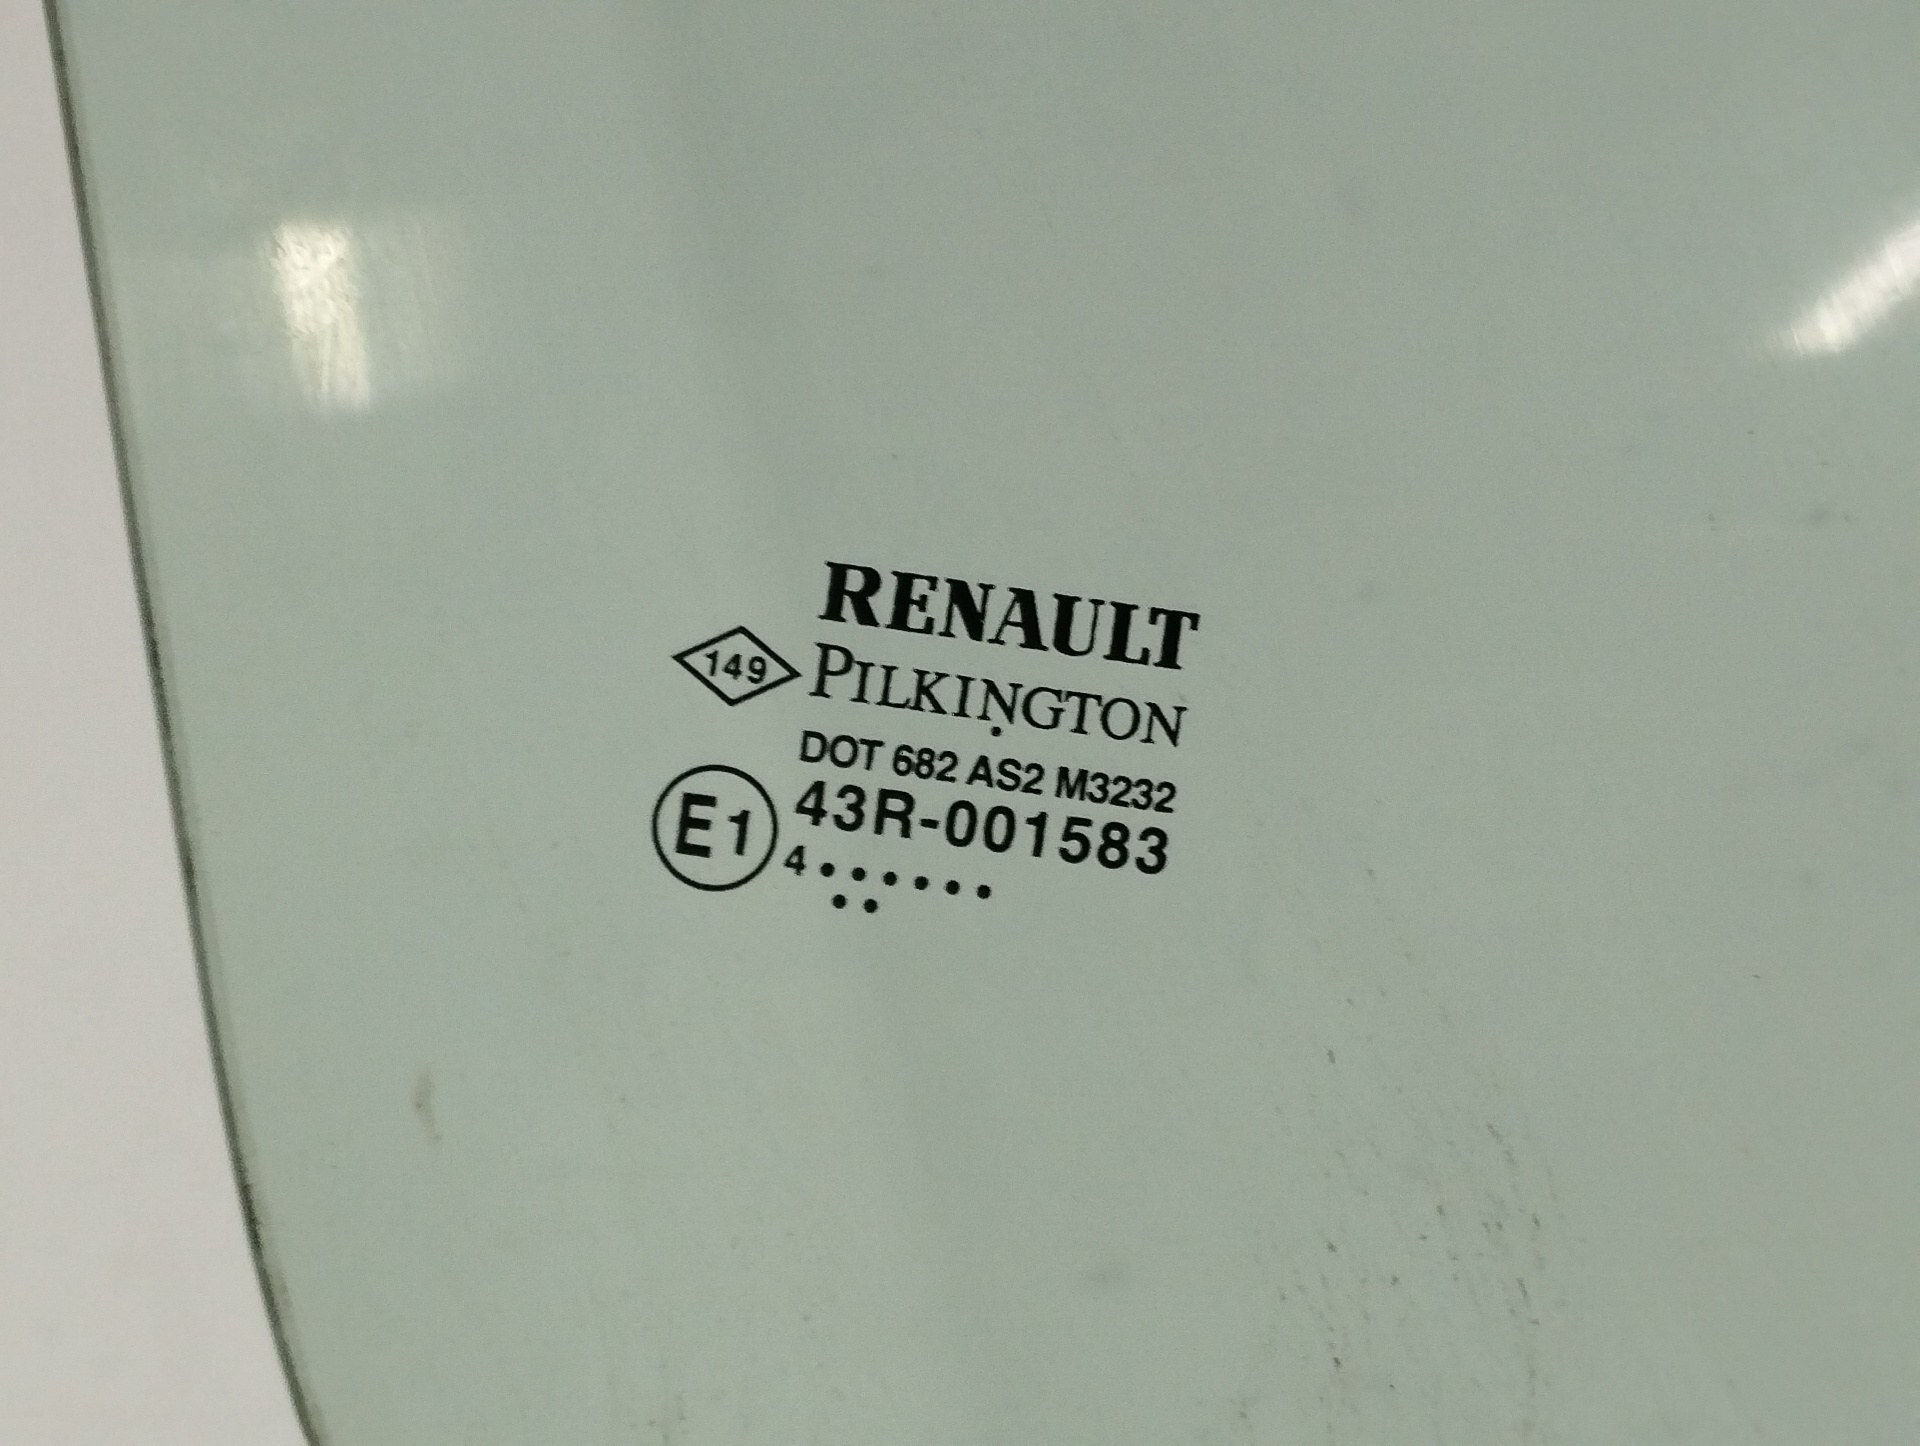 RENAULT
149 PILKINGTON
DOT 682 AS2 M3232
E1 43R-001583
4 ••••••
••